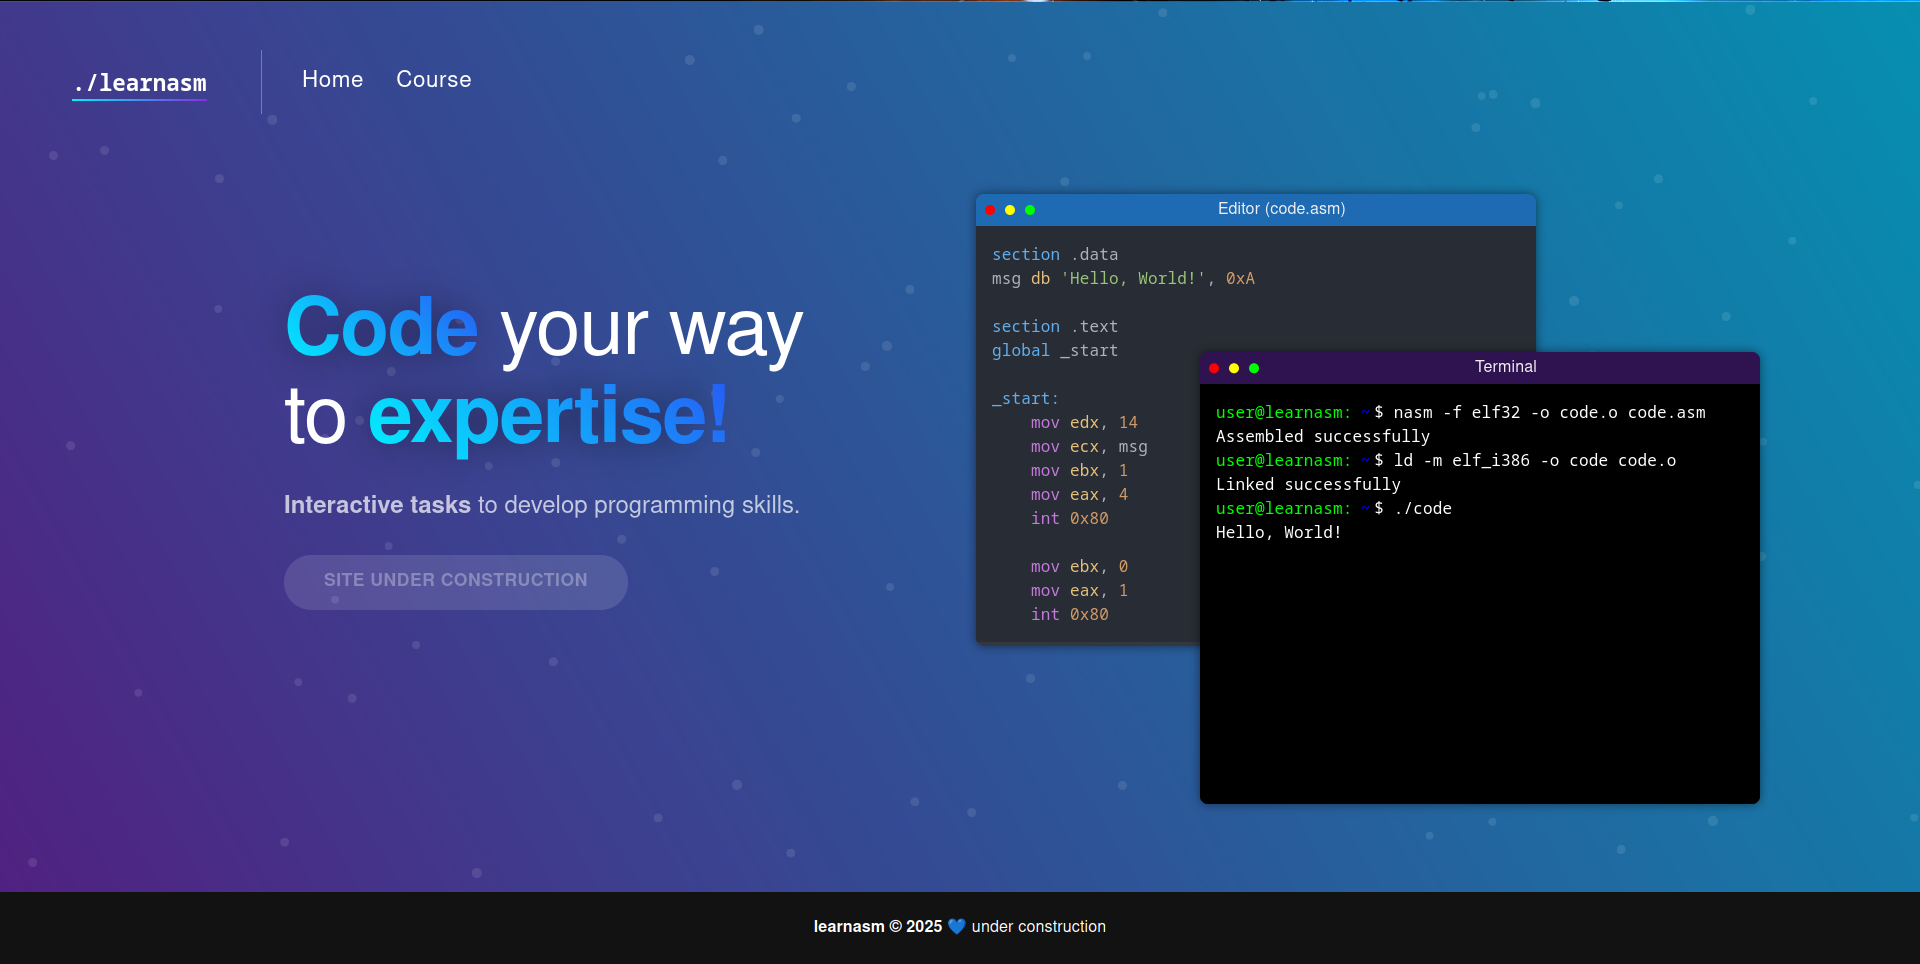 ./learnasm
Home
Course
Code your way
to expertise!
Interactive tasks to develop programming skills.
SITE UNDER CONSTRUCTION
Editor (code.asm)
section .data
msg db 'Hello, World!', 0xA
section .text
global _start
_start:
mov edx, 14
mov ecx, msg
mov ebx, 1
mov eax, 4
int 0x80
mov ebx, 0
mov eax, 1
int 0x80
Terminal
user@learnasm: ~$ nasm -f elf32 -o code.o code.asm
Assembled successfully
user@learnasm: ~$ ld -m elf_i386 -o code code.o
Linked successfully
user@learnasm: ~$ ./code
Hello, World!
learnasm © 2025 💙 under construction